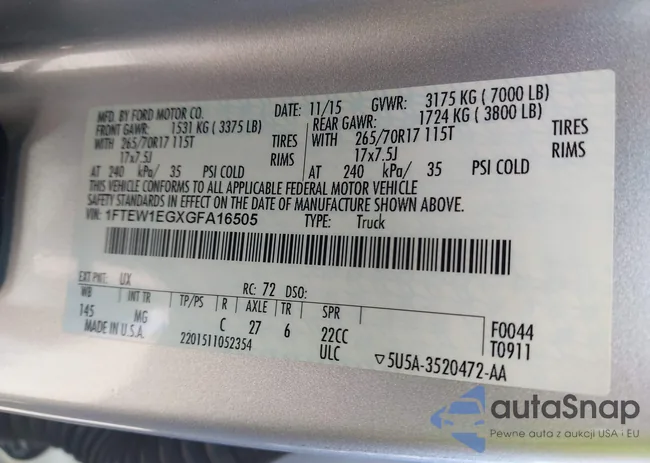 MFD. BY FORD MOTOR CO.
DATE: 11/15 GVWR: 3175 KG ( 7000 LB)
FRONT GAWR: 1531 KG ( 3375 LB) REAR GAWR: 1724 KG ( 3800 LB)
WITH 265/70R17 115T TIRES WITH 265/70R17 115T TIRES
17x7.5J RIMS 17x7.5J RIMS
AT 240 kPa/ 35 PSI COLD AT 240 kPa/ 35 PSI COLD
THIS VEHICLE CONFORMS TO ALL APPLICABLE FEDERAL MOTOR VEHICLE
SAFETY STANDARDS IN EFFECT ON THE DATE OF MANUFACTURE SHOWN ABOVE.
VIN: 1FTEW1EGXGFA16505 TYPE: Truck
EXT PNT: UX RC: 72 DSO:
WB INT TR TP/PS R AXLE TR SPR
145 MG C 27 6 22CC F0044
MADE IN U.S.A. 2201511052354 ULC T0911
▽5U5A-3520472-AA
autaSnap
Pewne auta z aukcji USA i EU